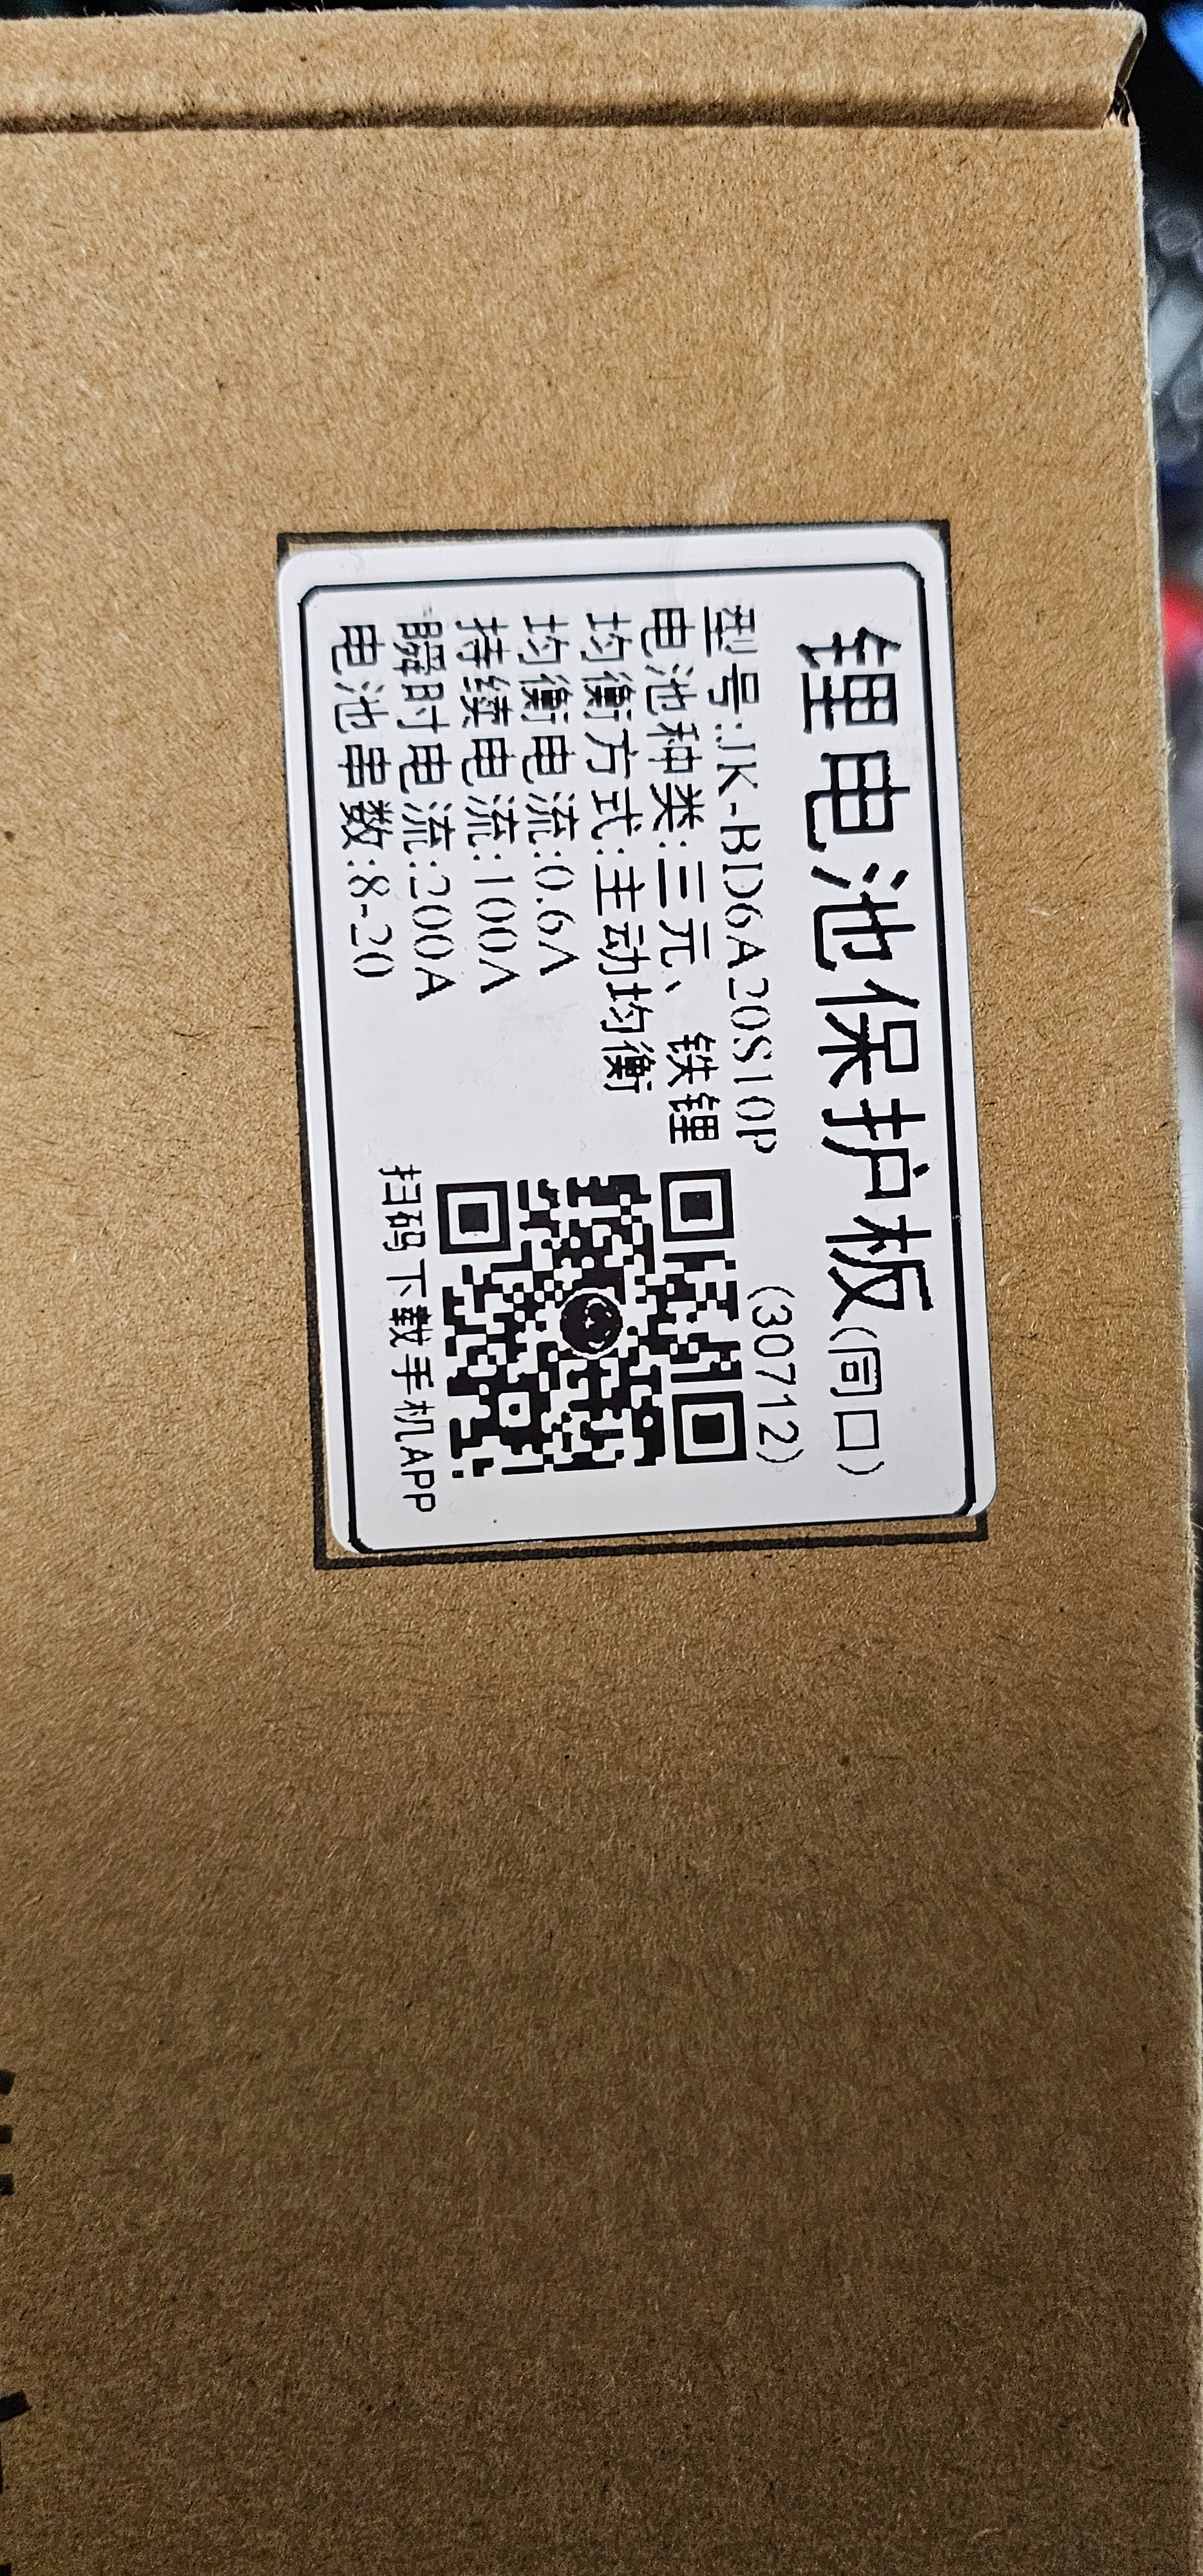 锂电池保护板(同口)
型号:JK-BD6A20S10P
(30712)
电池种类:三元、铁锂
均衡方式:主动均衡
均衡电流:0.6A
持续电流:100A
瞬时电流:200A
电池串数:8-20
扫码下载手机APP